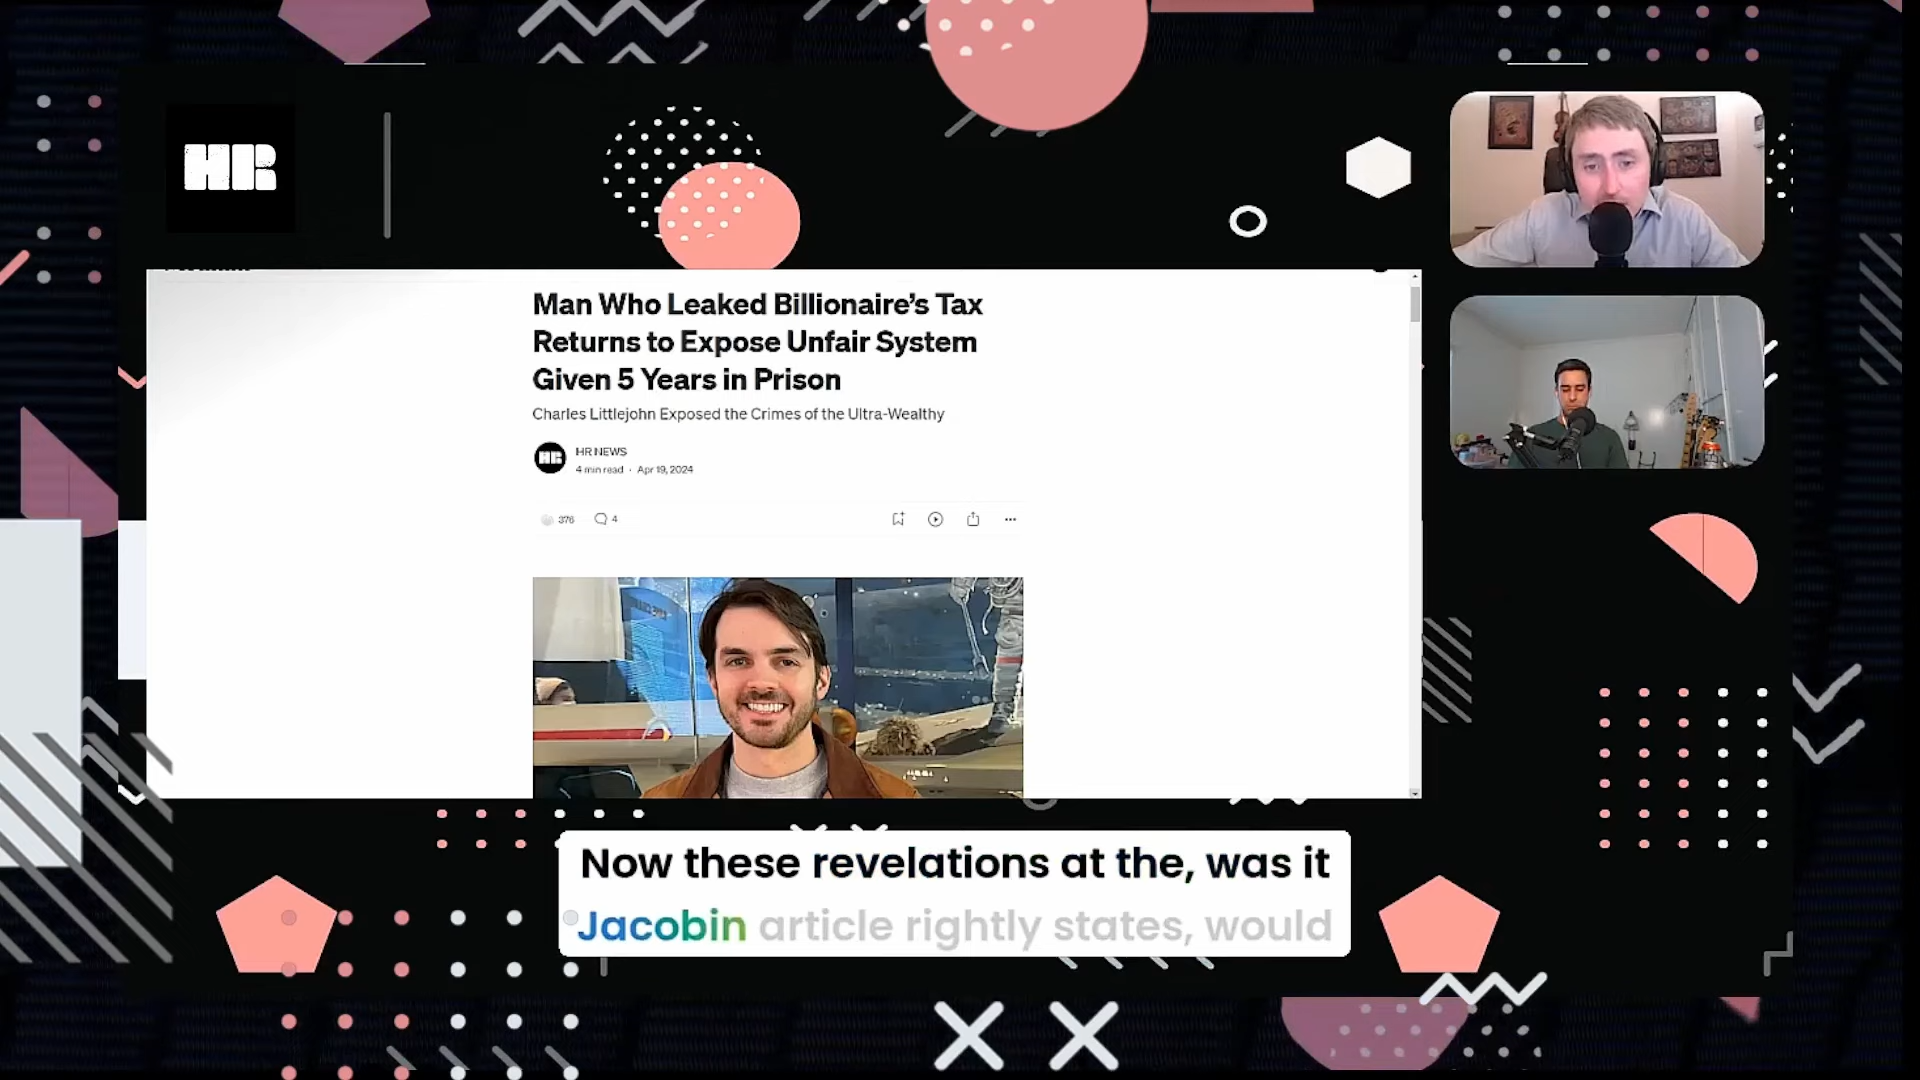 HR
Man Who Leaked Billionaire’s Tax
Returns to Expose Unfair System
Given 5 Years in Prison
Charles Littlejohn Exposed the Crimes of the Ultra-Wealthy
HR
HR NEWS
4 min read · Apr 19, 2024
376
4
Now these revelations at the, was it
Jacobin article rightly states, would